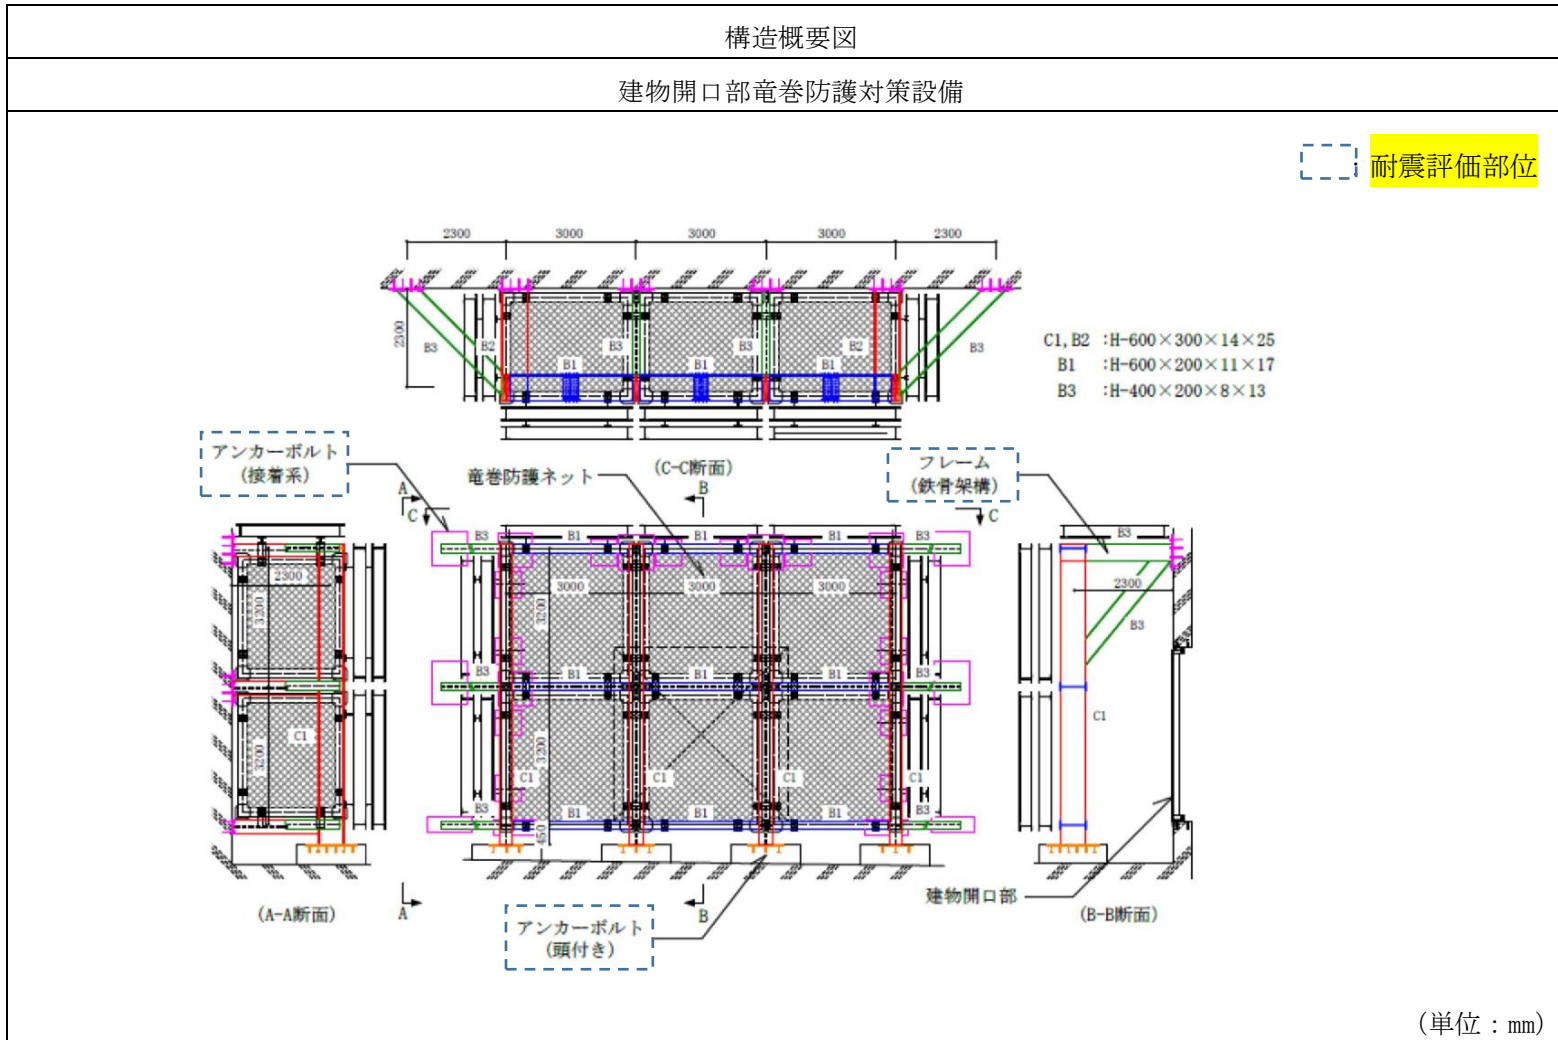 構造概要図
建物開口部竜巻防護対策設備
: 耐震評価部位
2300 3000 3000 3000 2300
2300
B3 B2 B3 B3 B2 B3
B1 B1 B1
C1, B2 :H-600×300×14×25
B1 :H-600×200×11×17
B3 :H-400×200×8×13
アンカーボルト
(接着系)
竜巻防護ネット
(C-C断面)
フレーム
(鉄骨架構)
A B
C C
B3 B1 B1 B1 B3
B3
2300
3200
3000 3000 3000
3200
2300
B3
B3 B1 B1 B1 B3
C1
3200
3200
C1 C1 C1 C1
C1
B3 B1 B1 B1 B3
450
建物開口部
(A-A断面)
A B
(B-B断面)
アンカーボルト
(頭付き)
(単位：mm)